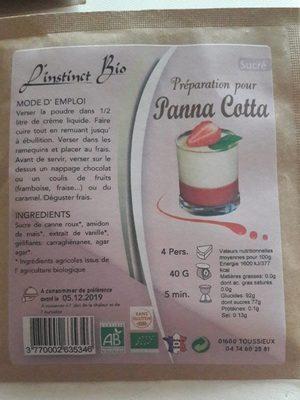 L'instinct Bio
Sucré
Préparation pour
Panna Cotta
MODE D' EMPLOI
Verser la poudre dans 1/2
litre de crème liquide. Faire
cuire tout en remuant jusqu'
à ébullition. Verser dans les
ramequins et placer au frais.
Avant de servir, verser sur le
dessus un nappage chocolat
ou un coulis de fruits
(framboise, fraise...) ou du
caramel. Déguster frais.
INGREDIENTS
Sucre de canne roux*, amidon
de maïs*, extrait de vanille*,
gélifiants: carraghénanes, agar
agar*.
* Ingrédients agricoles issus de
l' agriculture biologique
A consommer de préférence
avant le 05.12.2019
3770002635346
SANS
GLUTEN
AB
4 Pers.
40 G
5 min.
Valeurs nutritionnelles
moyennes pour 100g
Energie 1600 kJ/377
kcal
Matières grasses: 0.0g
dont ac. gras saturés:
0.0g
Glucides: 92g
dont sucres 77g
Protéines: 0.1g
Sel: 0.13g
01600 TOUSSIEUX
04 74 60 28 81